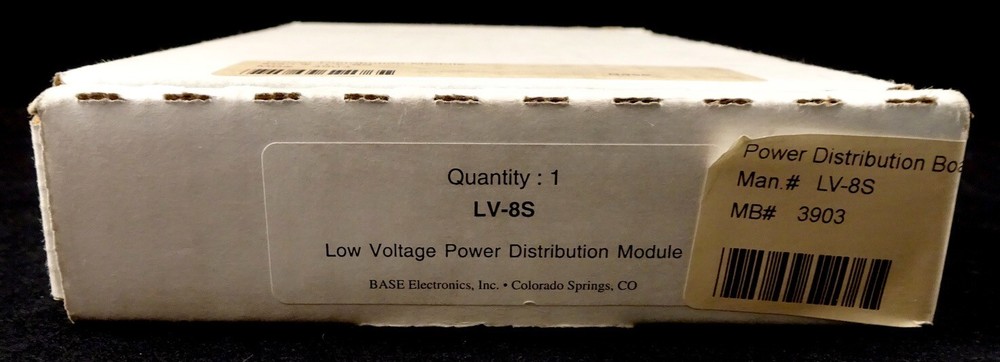 Quantity : 1
LV-8S
Low Voltage Power Distribution Module
BASE Electronics, Inc. • Colorado Springs, CO
Power Distribution Boa
Man.# LV-8S
MB# 3903